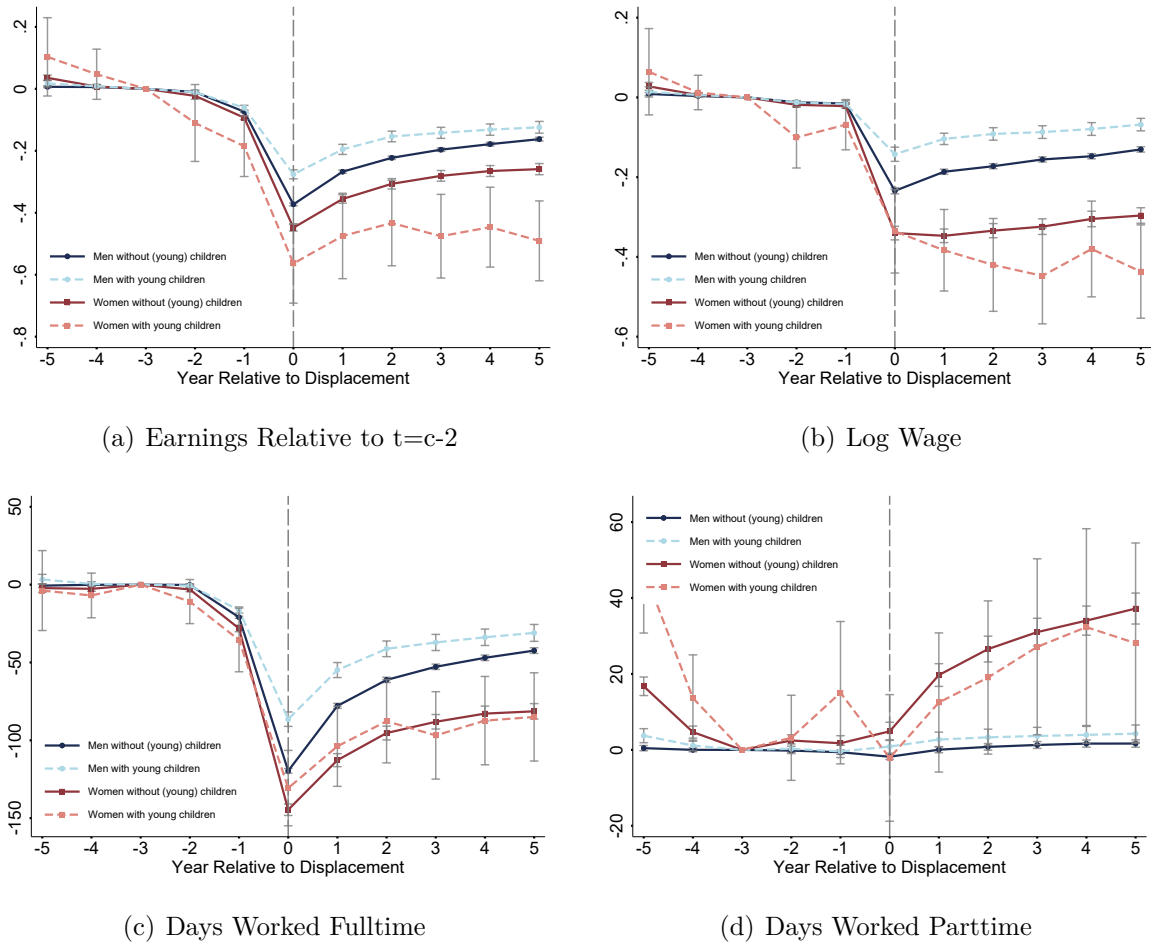 .2
0
-.2
-.4
-.6
-.8
Men without (young) children
Men with young children
Women without (young) children
Women with young children
-5 -4 -3 -2 -1 0 1 2 3 4 5
Year Relative to Displacement
(a) Earnings Relative to t=c-2
.2
0
-.2
-.4
-.6
Men without (young) children
Men with young children
Women without (young) children
Women with young children
-5 -4 -3 -2 -1 0 1 2 3 4 5
Year Relative to Displacement
(b) Log Wage
50
0
-50
-100
-150
Men without (young) children
Men with young children
Women without (young) children
Women with young children
-5 -4 -3 -2 -1 0 1 2 3 4 5
Year Relative to Displacement
(c) Days Worked Fulltime
60
40
20
0
-20
Men without (young) children
Men with young children
Women without (young) children
Women with young children
-5 -4 -3 -2 -1 0 1 2 3 4 5
Year Relative to Displacement
(d) Days Worked Parttime